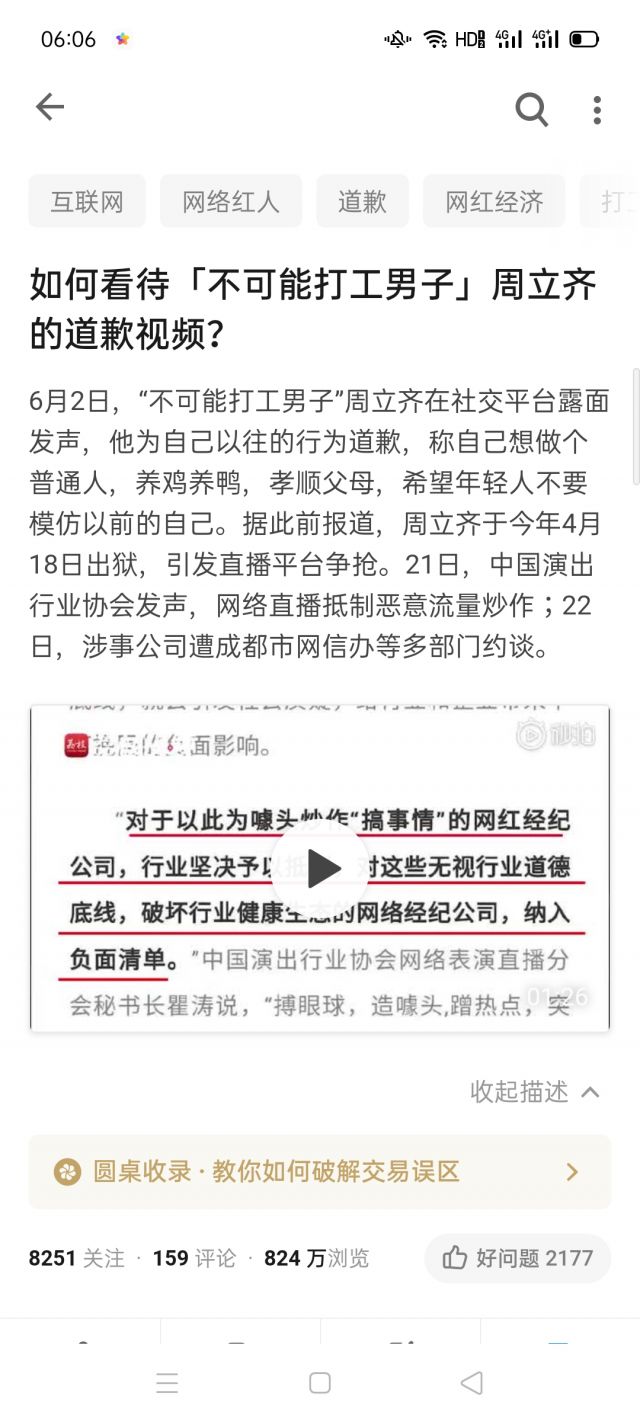 06:06
HD 4G 4G+
互联网 网络红人 道歉 网红经济 打工
如何看待「不可能打工男子」周立齐
的道歉视频？
6月2日，“不可能打工男子”周立齐在社交平台露面
发声，他为自己以往的行为道歉，称自己想做个
普通人，养鸡养鸭，孝顺父母，希望年轻人不要
模仿以前的自己。据此前报道，周立齐于今年4月
18日出狱，引发直播平台争抢。21日，中国演出
行业协会发声，网络直播抵制恶意流量炒作；22
日，涉事公司遭成都市网信办等多部门约谈。
荔枝 面影响。 秒拍
“对于以此为噱头炒作“搞事情”的网红经纪
公司，行业坚决予以抵 对这些无视行业道德
底线，破坏行业健康生态的网络经纪公司，纳入
负面清单。”中国演出行业协会网络表演直播分
会秘书长瞿涛说，“搏眼球，造噱头,蹭热点，突
01:26
收起描述
圆桌收录 · 教你如何破解交易误区
8251 关注 · 159 评论 · 824 万浏览 好问题 2177